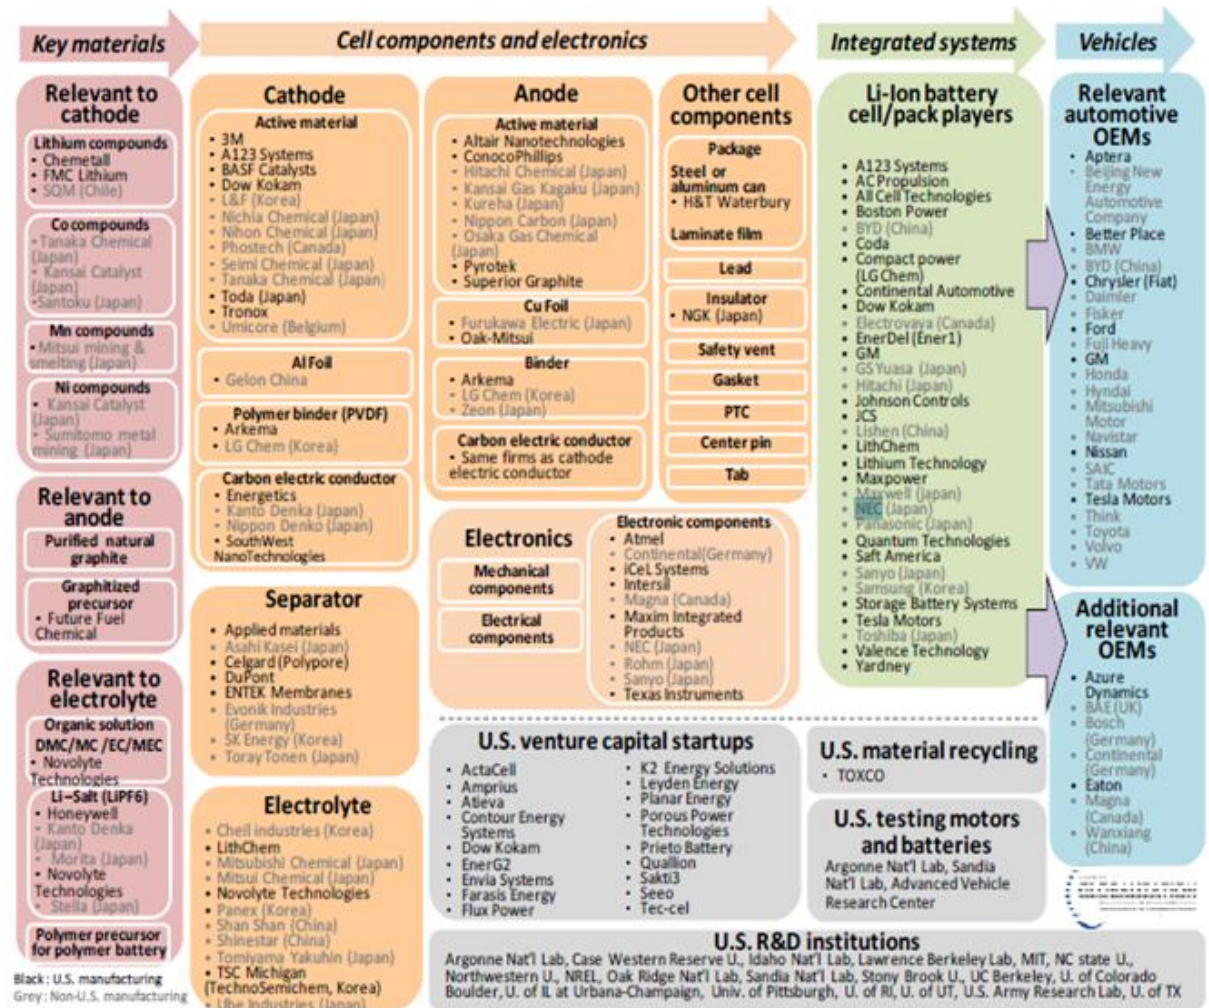 Key materials
Cell components and electronics
Integrated systems
Vehicles
Relevant to
cathode
Lithium compounds
• Chemetall
• FMC Lithium
• SQM (Chile)
Co compounds
• Tanaka Chemical
(Japan)
• Kansai Catalyst
(Japan)
•Santoku (Japan)
Mn compounds
• Mitsui mining &
smelting (Japan)
Ni compounds
• Kansai Catalyst
(Japan)
• Sumitomo metal
mining (Japan)
Relevant to
anode
Purified natural
graphite
Graphitized
precursor
• Future Fuel
Chemical
Relevant to
electrolyte
Organic solution
DMC/MC /EC/MEC
• Novolyte
Technologies
Li–Salt (LiPF6)
• Honeywell
• Kanto Denka
(Japan)
• Morita (Japan)
• Novolyte
Technologies
• Stella (Japan)
Polymer precursor
for polymer battery
Black: U.S. manufacturing
Grey: Non-U.S. manufacturing
Cathode
Active material
• 3M
• A123 Systems
• BASF Catalysts
• Dow Kokam
• L&F (Korea)
• Nichia Chemical (Japan)
• Nihon Chemical (Japan)
• Phostech (Canada)
• Seimi Chemical (Japan)
• Tanaka Chemical (Japan)
• Toda (Japan)
• Tronox
• Umicore (Belgium)
Al Foil
• Gelon China
Polymer binder (PVDF)
• Arkema
• LG Chem (Korea)
Carbon electric conductor
• Energetics
• Kanto Denka (Japan)
• Nippon Denko (Japan)
• SouthWest
NanoTechnologies
Separator
• Applied materials
• Asahi Kasei (Japan)
• Celgard (Polypore)
• DuPont
• ENTEK Membranes
• Evonik Industries
(Germany)
• SK Energy (Korea)
• Toray Tonen (Japan)
Electrolyte
• Cheil industries (Korea)
• LithChem
• Mitsubishi Chemical (Japan)
• Mitsui Chemical (Japan)
• Novolyte Technologies
• Panex (Korea)
• Shan Shan (China)
• Shinestar (China)
• Tomiyama Yakuhin (Japan)
• TSC Michigan
(TechnoSemichem, Korea)
• Ube Industries (Japan)
Anode
Active material
• Altair Nanotechnologies
• ConocoPhillips
• Hitachi Chemical (Japan)
• Kansai Gas Kagaku (Japan)
• Kureha (Japan)
• Nippon Carbon (Japan)
• Osaka Gas Chemical
(Japan)
• Pyrotek
• Superior Graphite
Cu Foil
• Furukawa Electric (Japan)
• Oak-Mitsui
Binder
• Arkema
• LG Chem (Korea)
• Zeon (Japan)
Carbon electric conductor
• Same firms as cathode
electric conductor
Other cell
components
Package
Steel or
aluminum can
• H&T Waterbury
Laminate film
Lead
Insulator
• NGK (Japan)
Safety vent
Gasket
PTC
Center pin
Tab
Electronics
Mechanical
components
Electrical
components
Electronic components
• Atmel
• Continental(Germany)
• iCeL Systems
• Intersil
• Magna (Canada)
• Maxim Integrated
Products
• NEC (Japan)
• Rohm (Japan)
• Sanyo (Japan)
• Texas Instruments
Li-Ion battery
cell/pack players
• A123 Systems
• AC Propulsion
• All Cell Technologies
• Boston Power
• BYD (China)
• Coda
• Compact power
(LG Chem)
• Continental Automotive
• Dow Kokam
• Electrovaya (Canada)
• EnerDel (Ener1)
• GM
• GS Yuasa (Japan)
• Hitachi (Japan)
• Johnson Controls
• JCS
• Lishen (China)
• LithChem
• Lithium Technology
• Maxpower
• Maxwell (Japan)
• NEC (Japan)
• Panasonic (Japan)
• Quantum Technologies
• Saft America
• Sanyo (Japan)
• Samsung (Korea)
• Storage Battery Systems
• Tesla Motors
• Toshiba (Japan)
• Valence Technology
• Yardney
Relevant
automotive
OEMs
• Aptera
• Beijing New
Energy
Automotive
Company
• Better Place
• BMW
• BYD (China)
• Chrysler (Fiat)
• Daimler
• Fisker
• Ford
• Fuji Heavy
• GM
• Honda
• Hyndai
• Mitsubishi
Motor
• Navistar
• Nissan
• SAIC
• Tata Motors
• Tesla Motors
• Think
• Toyota
• Volvo
• VW
Additional
relevant
OEMs
• Azure
Dynamics
• BAE (UK)
• Bosch
(Germany)
• Continental
(Germany)
• Eaton
• Magna
(Canada)
• Wanxiang
(China)
U.S. venture capital startups
• ActaCell
• Amprius
• Atieva
• Contour Energy
Systems
• Dow Kokam
• EnerG2
• Envia Systems
• Farasis Energy
• Flux Power
• K2 Energy Solutions
• Leyden Energy
• Planar Energy
• Porous Power
Technologies
• Prieto Battery
• Quallion
• Sakti3
• Seeo
• Tec-cel
U.S. material recycling
• TOXCO
U.S. testing motors
and batteries
Argonne Nat'l Lab, Sandia
Nat'l Lab, Advanced Vehicle
Research Center
U.S. R&D institutions
Argonne Nat'l Lab, Case Western Reserve U., Idaho Nat'l Lab, Lawrence Berkeley Lab, MIT, NC state U.,
Northwestern U., NREL, Oak Ridge Nat'l Lab, Sandia Nat'l Lab, Stony Brook U., UC Berkeley, U. of Colorado
Boulder, U. of IL at Urbana-Champaign, Univ. of Pittsburgh, U. of RI, U. of UT, U.S. Army Research Lab, U. of TX